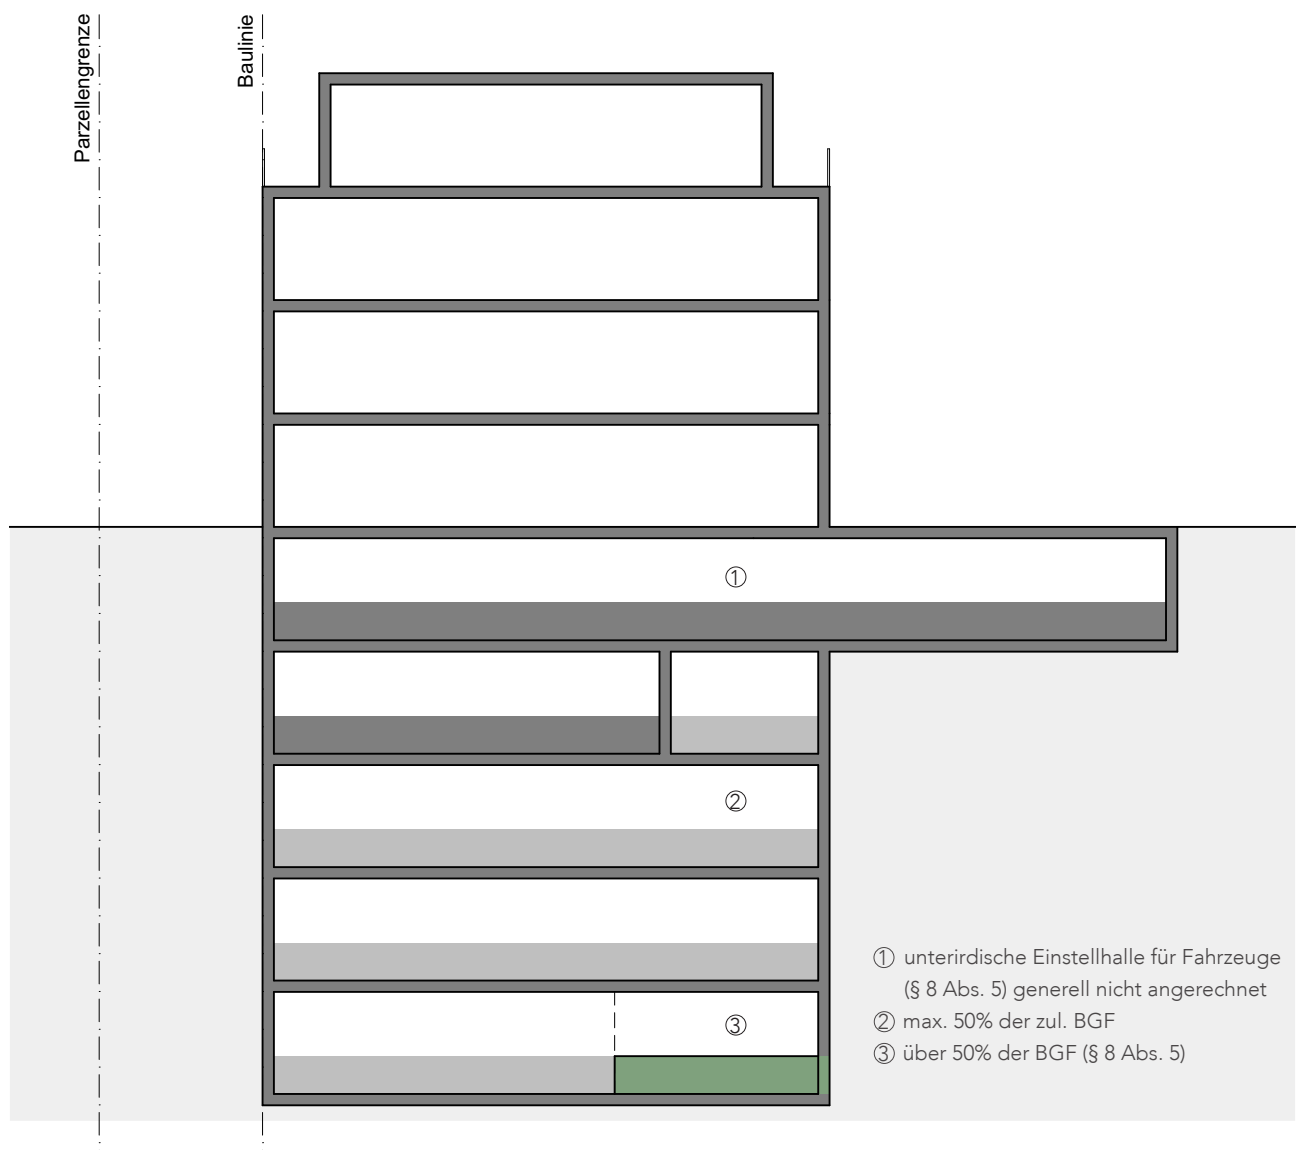 Parzellengrenze
Baulinie
①
②
③
① unterirdische Einstellhalle für Fahrzeuge
(§ 8 Abs. 5) generell nicht angerechnet
② max. 50% der zul. BGF
③ über 50% der BGF (§ 8 Abs. 5)